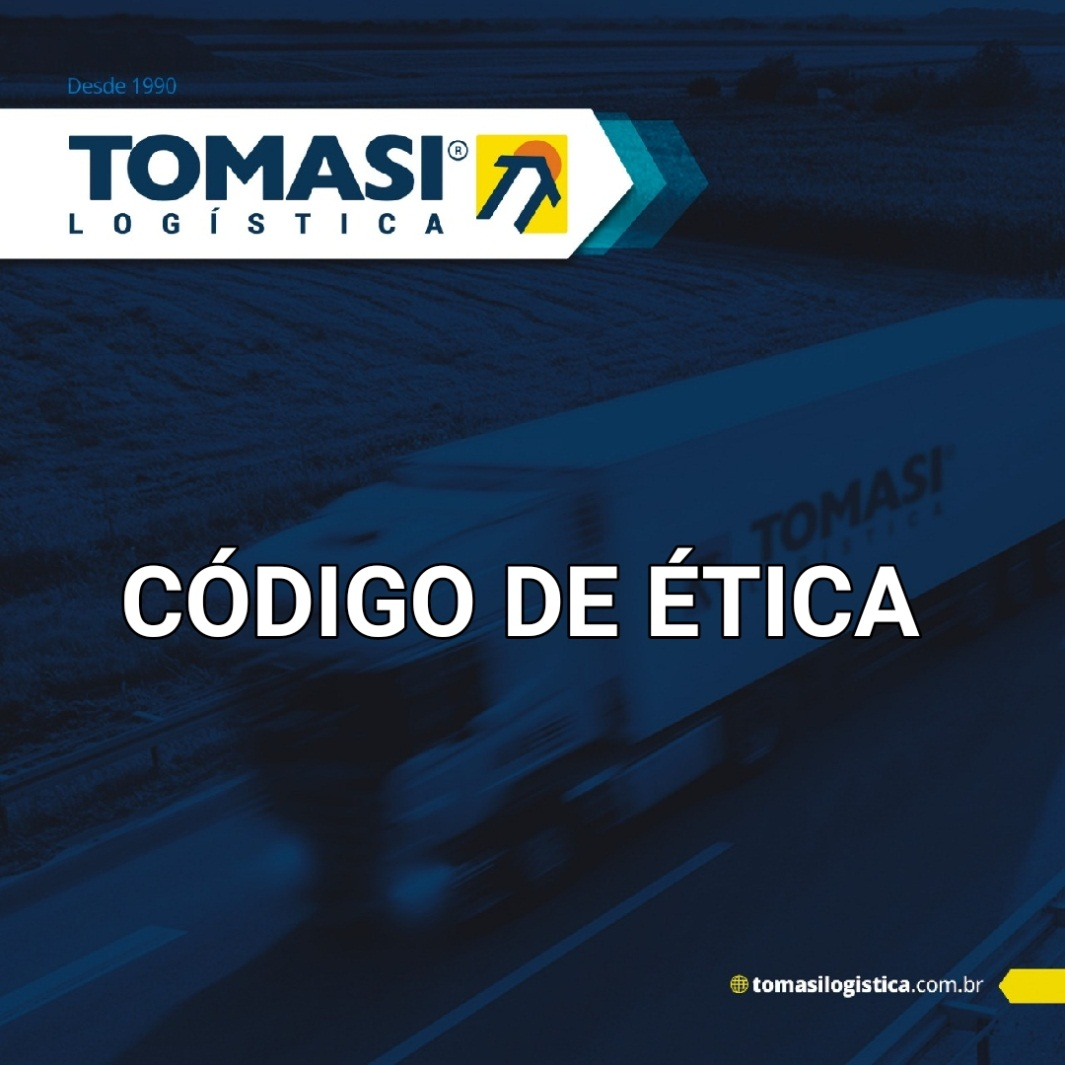 Desde 1990
TOMASI®
LOGÍSTICA
TOMASI
LOGÍSTICA
CÓDIGO DE ÉTICA
tomasilogistica.com.br